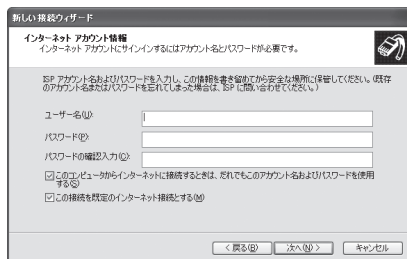 新しい接続ウィザード
インターネット アカウント情報
インターネット アカウントにサインインするにはアカウント名とパスワードが必要です。
ISP アカウント名およびパスワードを入力し、この情報を書き留めてから安全な場所に保管してください。(既存
のアカウント名またはパスワードを忘れてしまった場合は、ISP に問い合わせてください。)
ユーザー名(U):
パスワード(P):
パスワードの確認入力(C):
このコンピュータからインターネットに接続するときは、だれでもこのアカウント名およびパスワードを使用
する(S)
この接続を既定のインターネット接続とする(M)
< 戻る(B)
次へ(N) >
キャンセル